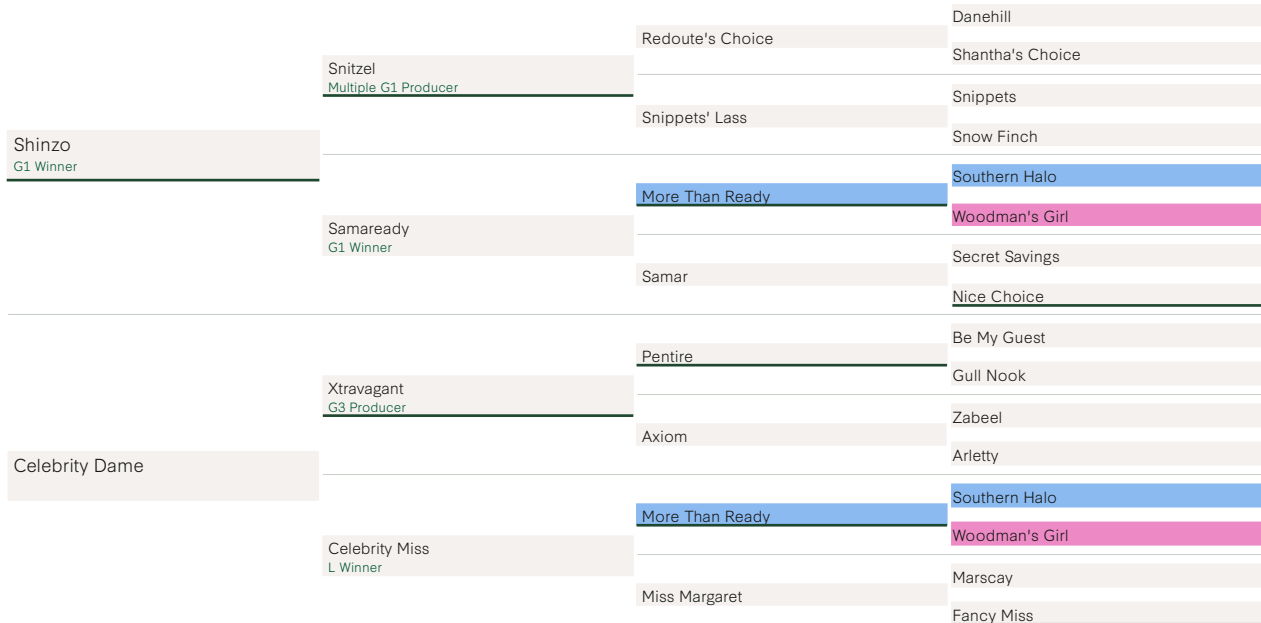 Shinzo
G1 Winner
Celebrity Dame
Snitzel
Multiple G1 Producer
Samaready
G1 Winner
Xtravagant
G3 Producer
Celebrity Miss
L Winner
Redoute's Choice
Snippets' Lass
More Than Ready
Samar
Pentire
Axiom
More Than Ready
Miss Margaret
Danehill
Shantha's Choice
Snippets
Snow Finch
Southern Halo
Woodman's Girl
Secret Savings
Nice Choice
Be My Guest
Gull Nook
Zabeel
Arletty
Southern Halo
Woodman's Girl
Marscay
Fancy Miss